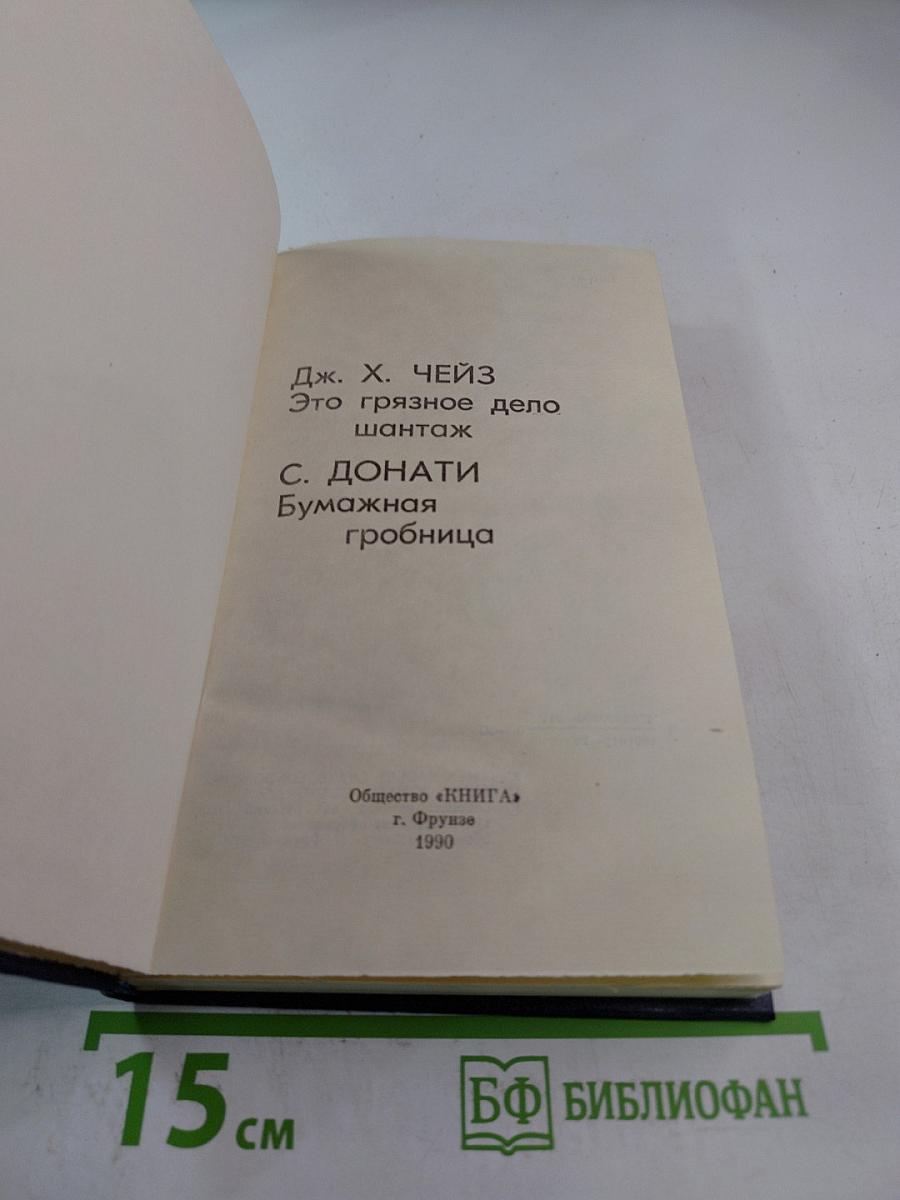 Дж. Х. ЧЕЙЗ
Это грязное дело
шантаж
С. ДОНАТИ
Бумажная
гробница
Общество «КНИГА»
г. Фрунзе
1990
15 см
БФ БИБЛИОФАН